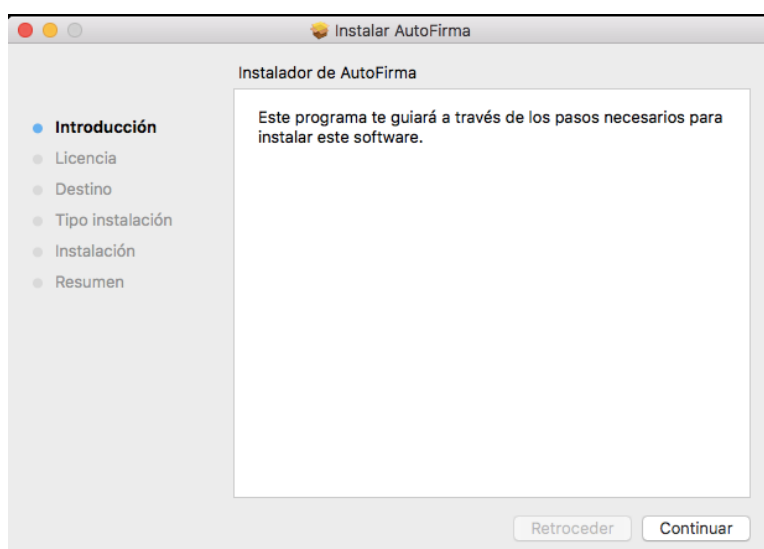 Instalar AutoFirma
Instalador de AutoFirma
Introducción
Licencia
Destino
Tipo instalación
Instalación
Resumen
Este programa te guiará a través de los pasos necesarios para
instalar este software.
Retroceder
Continuar